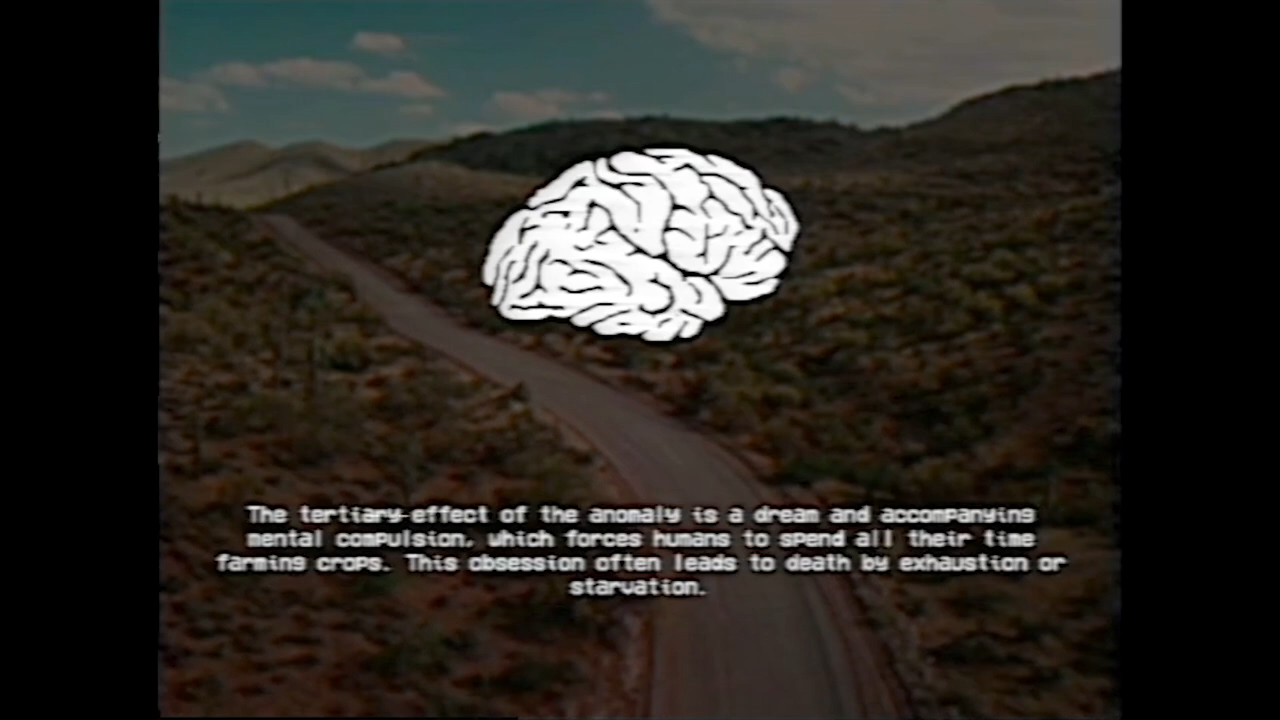 The tertiary effect of the anomaly is a dream and accompanying
mental compulsion, which forces humans to spend all their time
farming crops. This obsession often leads to death by exhaustion or
starvation.